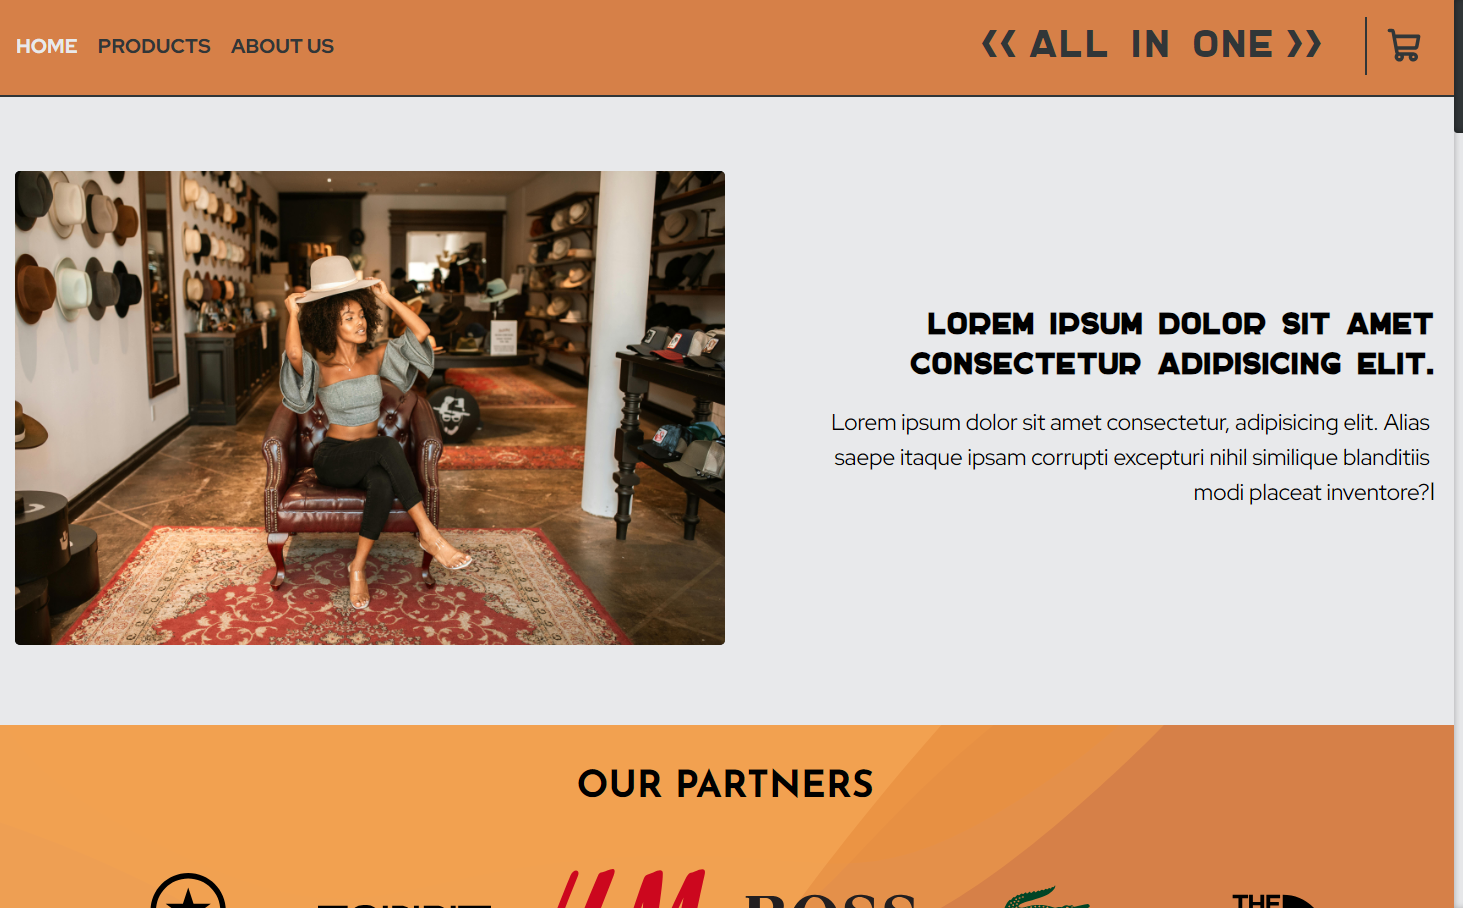 HOME PRODUCTS ABOUT US
❮❮ ALL IN ONE ❯❯
LOREM IPSUM DOLOR SIT AMET
CONSECTETUR ADIPISICING ELIT.
Lorem ipsum dolor sit amet consectetur, adipisicing elit. Alias
saepe itaque ipsam corrupti excepturi nihil similique blanditiis
modi placeat inventore?l
OUR PARTNERS
BOSS
THE